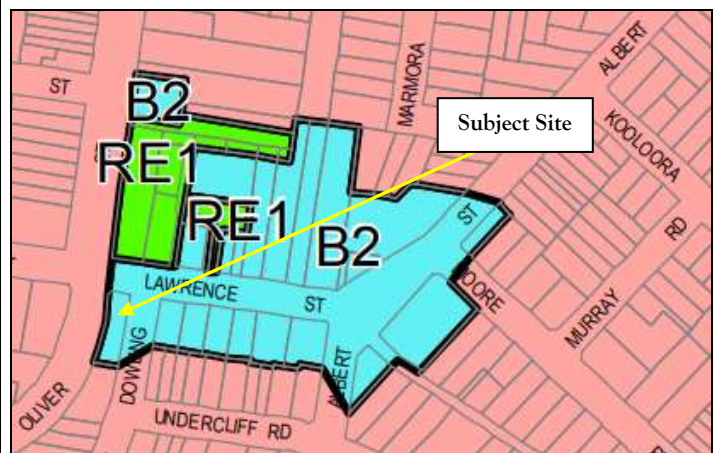 ALBERT
MARMORA
ST
B2
Subject Site
KOOLOORA
RD
RE1
RE1
B2
ST
LAWRENCE
ST
OORE
MURRAY
DOWLING
ALBERT
OLIVER
UNDERCLIFF RD